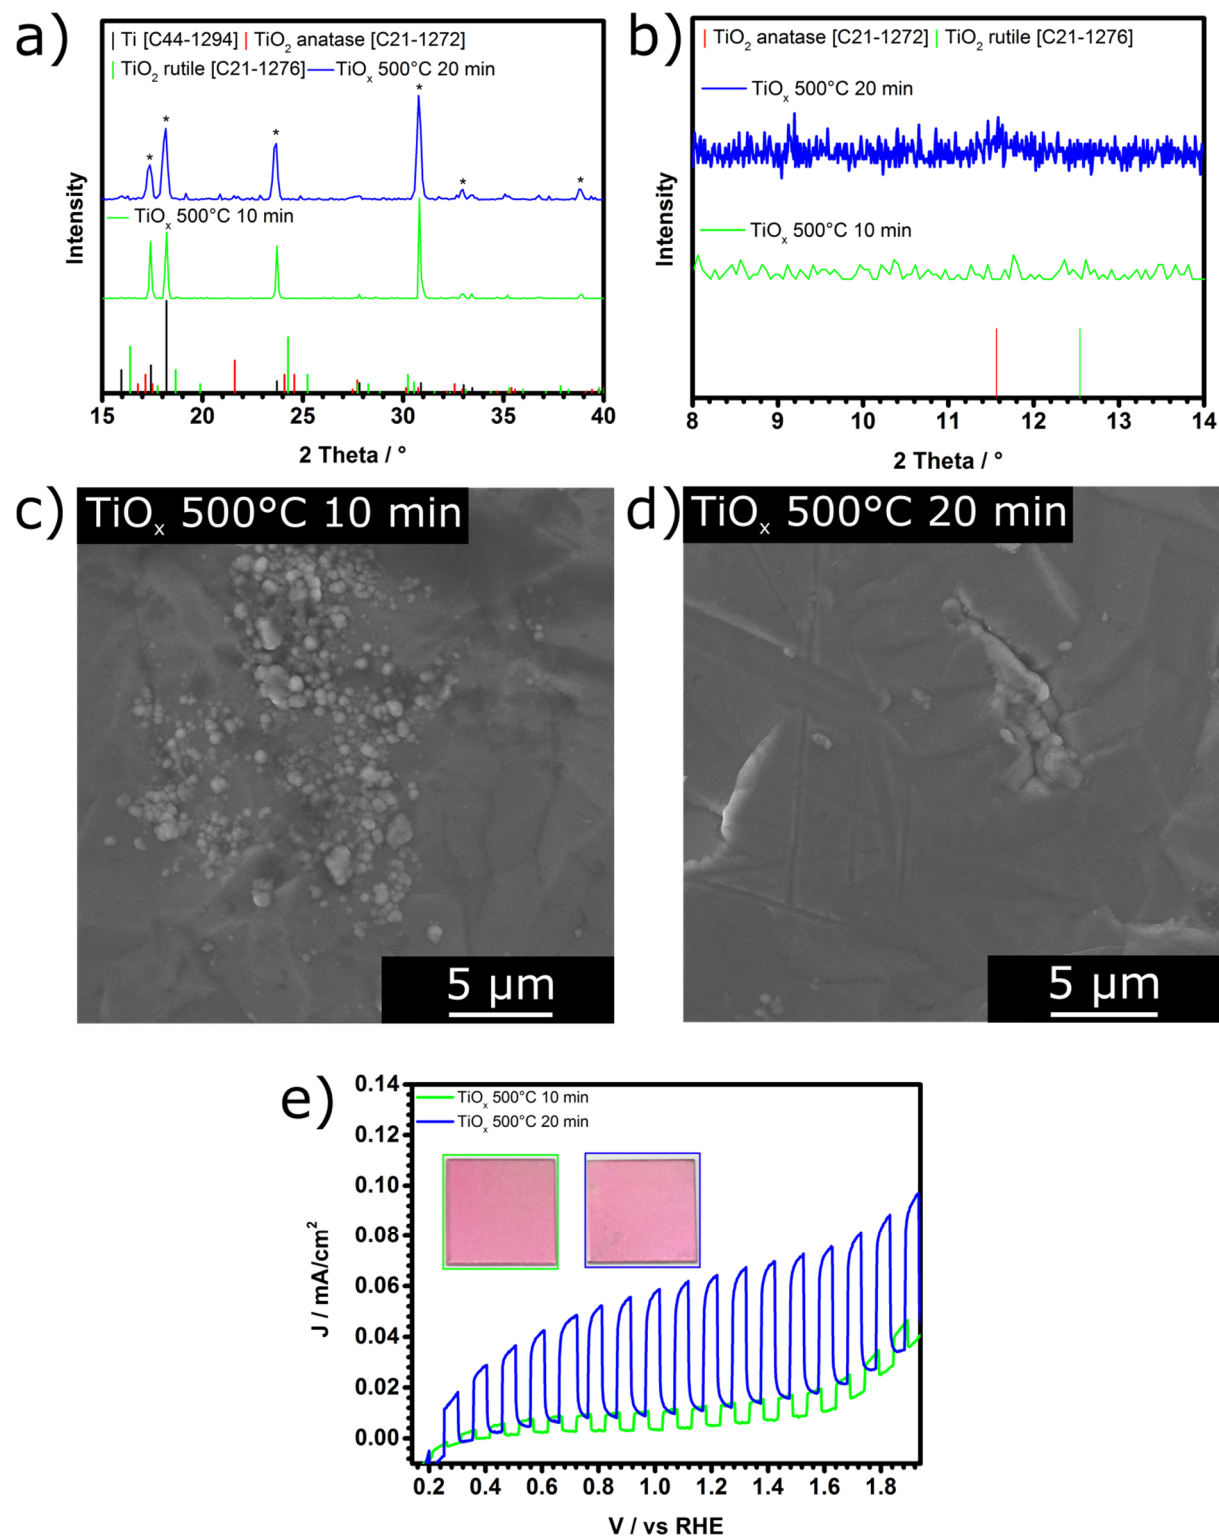 a)
Ti [C44-1294] TiO₂ anatase [C21-1272]
TiO₂ rutile [C21-1276] TiOₓ 500°C 20 min
* * * * * *
TiOₓ 500°C 10 min
Intensity
15 20 25 30 35 40
2 Theta / °
b)
TiO₂ anatase [C21-1272] TiO₂ rutile [C21-1276]
TiOₓ 500°C 20 min
TiOₓ 500°C 10 min
Intensity
8 9 10 11 12 13 14
2 Theta / °
c)
TiOₓ 500°C 10 min
5 µm
d)
TiOₓ 500°C 20 min
5 µm
e)
TiOₓ 500°C 10 min
TiOₓ 500°C 20 min
0.14
0.12
0.10
0.08
0.06
0.04
0.02
0.00
J / mA/cm²
0.2 0.4 0.6 0.8 1.0 1.2 1.4 1.6 1.8
V / vs RHE